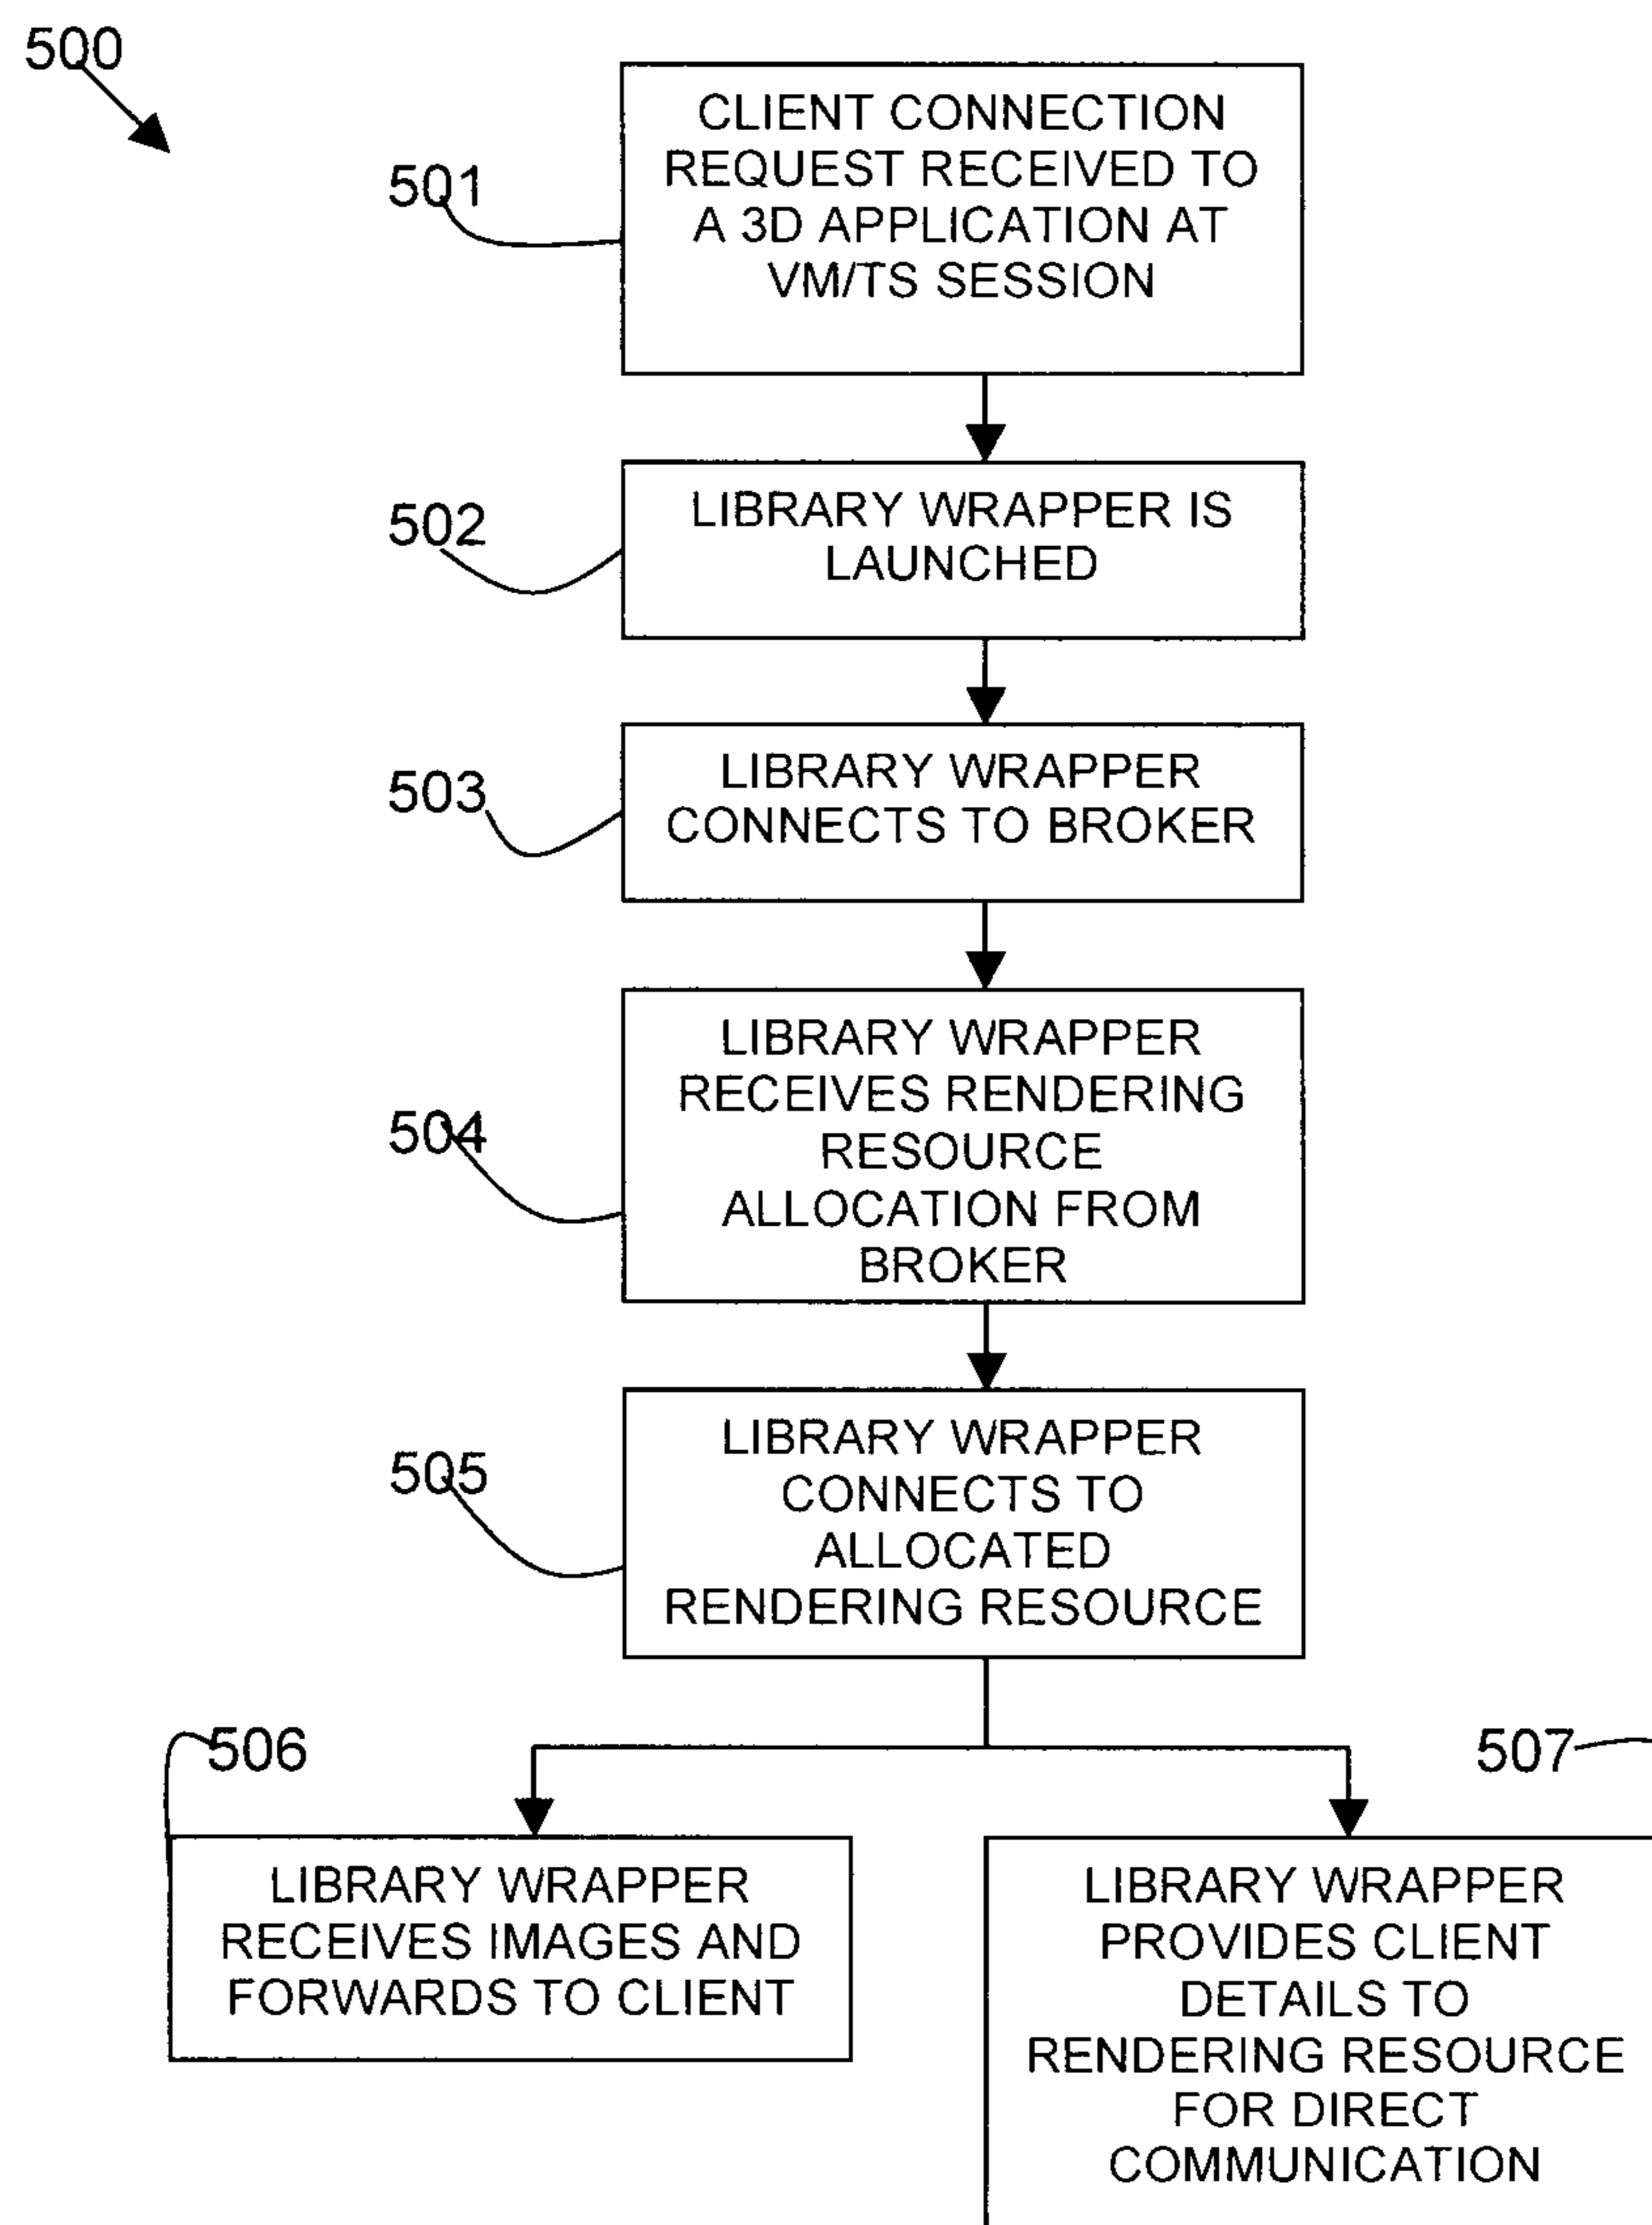 500
501
CLIENT CONNECTION
REQUEST RECEIVED TO
A 3D APPLICATION AT
VM/TS SESSION
502
LIBRARY WRAPPER IS
LAUNCHED
503
LIBRARY WRAPPER
CONNECTS TO BROKER
504
LIBRARY WRAPPER
RECEIVES RENDERING
RESOURCE
ALLOCATION FROM
BROKER
505
LIBRARY WRAPPER
CONNECTS TO
ALLOCATED
RENDERING RESOURCE
506
LIBRARY WRAPPER
RECEIVES IMAGES AND
FORWARDS TO CLIENT
507
LIBRARY WRAPPER
PROVIDES CLIENT
DETAILS TO
RENDERING RESOURCE
FOR DIRECT
COMMUNICATION